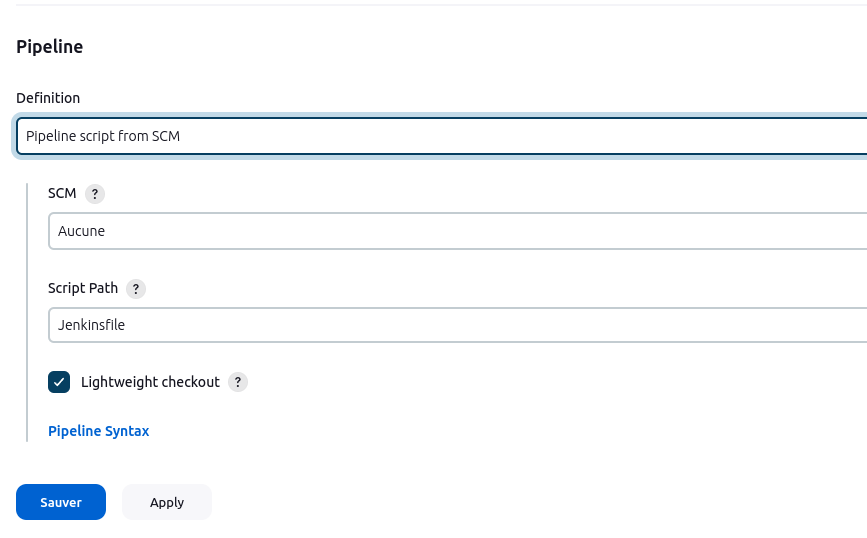 Pipeline
Definition
Pipeline script from SCM
SCM ?
Aucune
Script Path ?
Jenkinsfile
Lightweight checkout ?
Pipeline Syntax
Sauver Apply